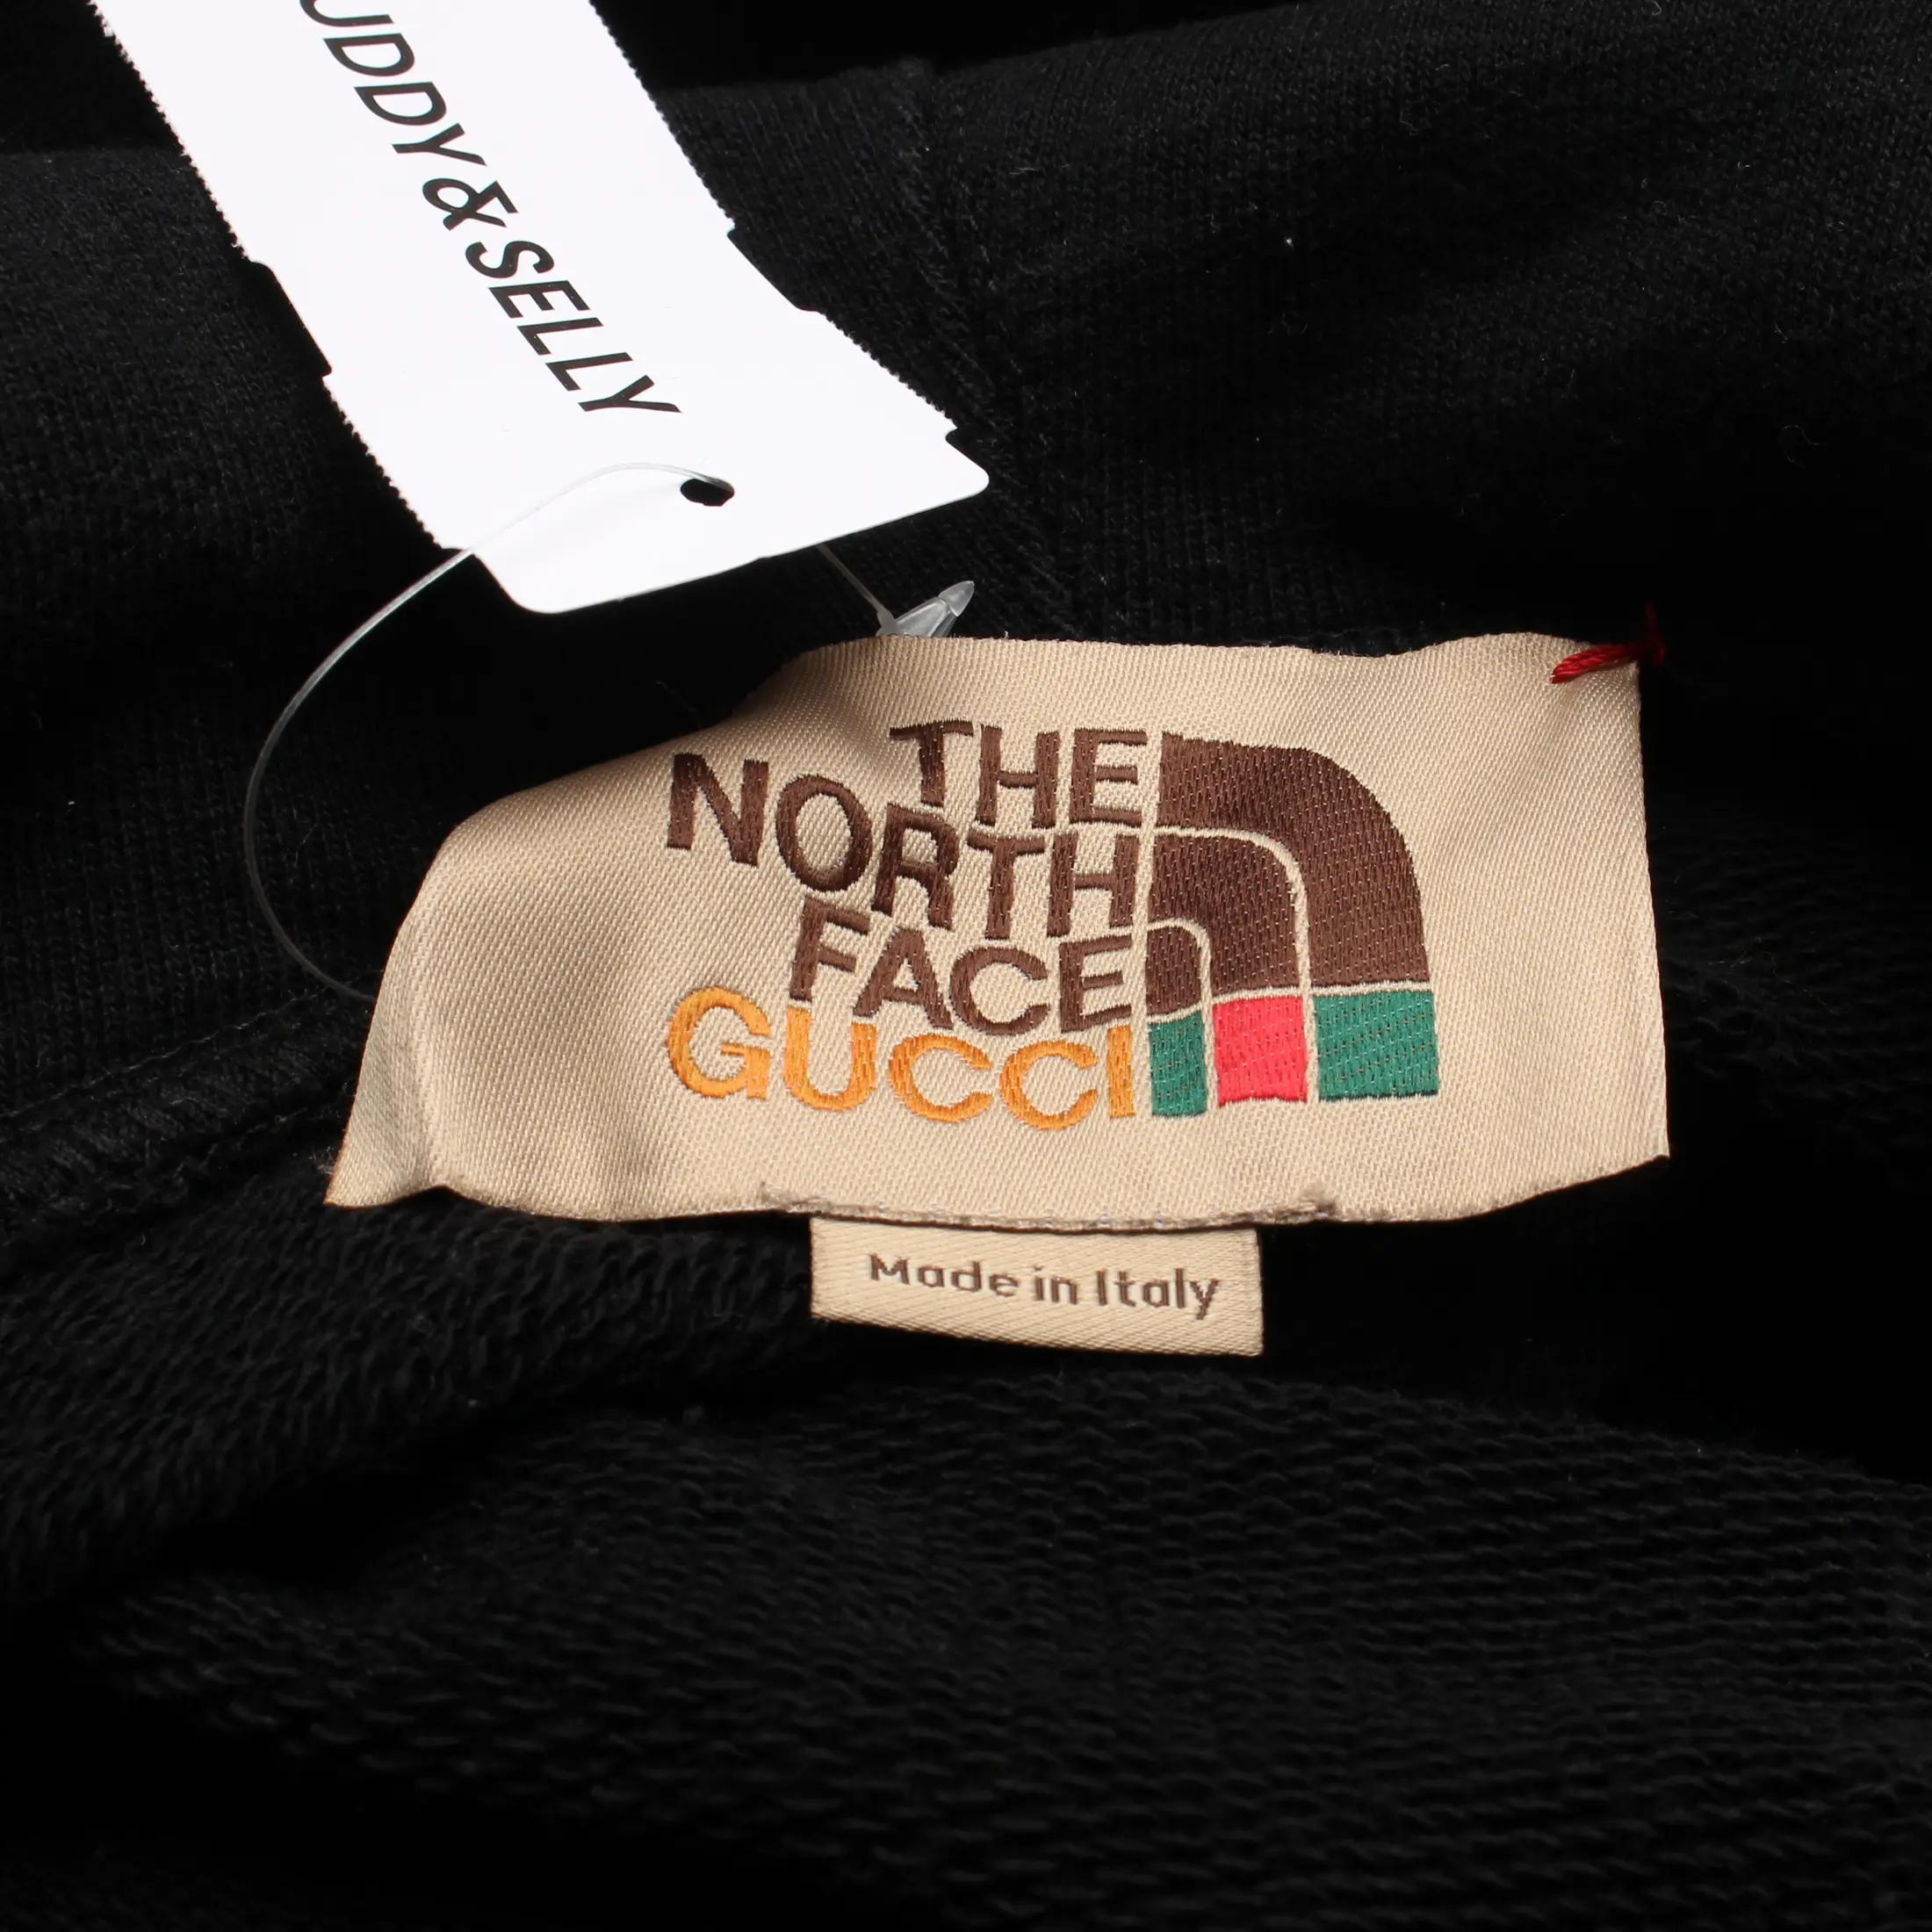 UDDY & SELLY
THE
NORTH
FACE
GUCCI
Made in Italy